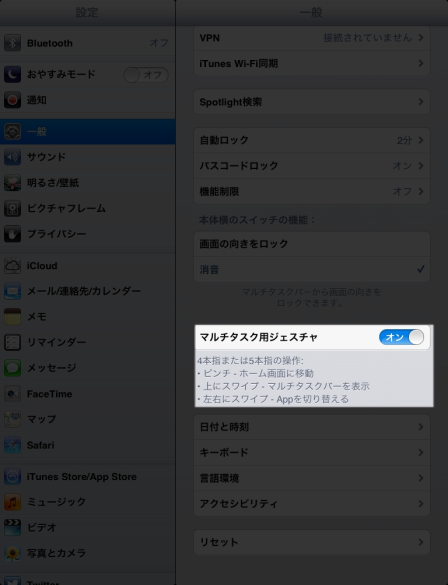 設定
Bluetooth オフ
おやすみモード オフ
通知
一般
サウンド
明るさ/壁紙
ピクチャフレーム
プライバシー
iCloud
メール/連絡先/カレンダー
メモ
リマインダー
メッセージ
FaceTime
マップ
Safari
iTunes Store/App Store
ミュージック
ビデオ
写真とカメラ
Twitter
一般
VPN 接続されていません
iTunes Wi-Fi同期
Spotlight検索
自動ロック 2分
パスコードロック オン
機能制限 オフ
本体横のスイッチの機能：
画面の向きをロック
消音
マルチタスクバーから画面の向きを
ロックできます。
マルチタスク用ジェスチャ オン
4本指または5本指の操作:
• ピンチ - ホーム画面に移動
• 上にスワイプ - マルチタスクバーを表示
• 左右にスワイプ - Appを切り替える
日付と時刻
キーボード
言語環境
アクセシビリティ
リセット